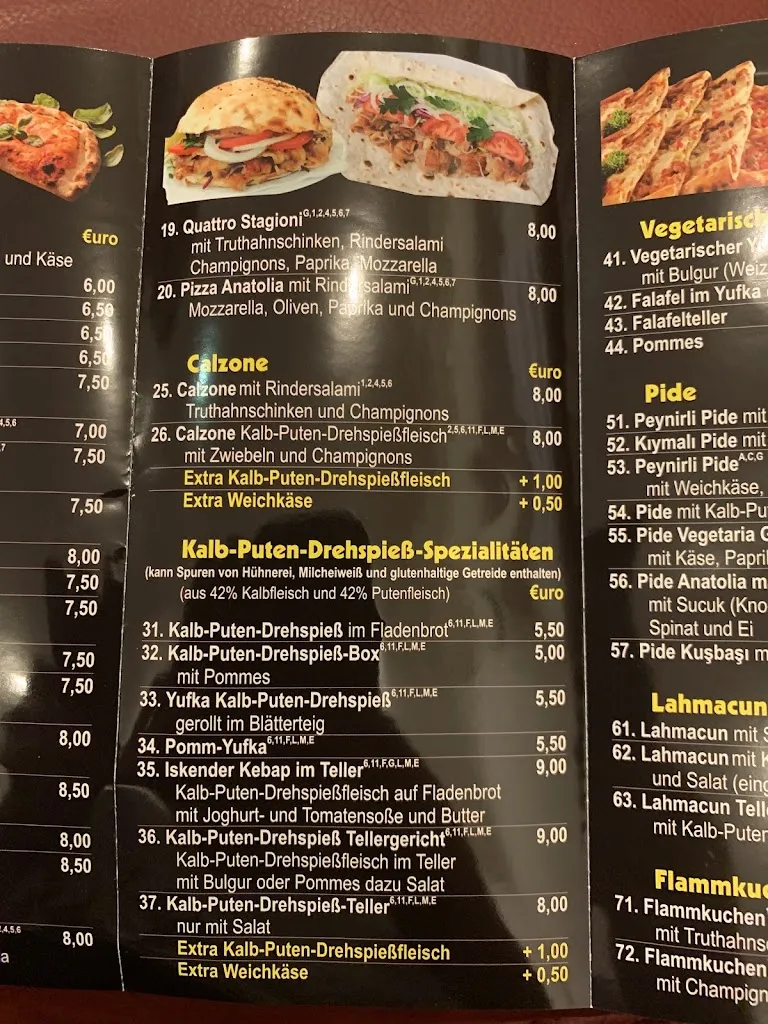 €uro
und Käse
6,00
6,50
6,50
6,50
7,50
4,5,6
7,00
7,50
7,50
8,00
7,50
7,50
7,50
7,50
8,00
8,50
8,00
8,50
2,4,5,6
8,00
19. Quattro Stagioni G,1,2,4,5,6,7 8,00
mit Truthahnschinken, Rindersalami
Champignons, Paprika, Mozzarella
20. Pizza Anatolia mit Rindersalami G,1,2,4,5,6,7 8,00
Mozzarella, Oliven, Paprika und Champignons
Calzone €uro
25. Calzone mit Rindersalami 1,2,4,5,6 8,00
Truthahnschinken und Champignons
26. Calzone Kalb-Puten-Drehspießfleisch 2,5,6,11,F,L,M,E 8,00
mit Zwiebeln und Champignons
Extra Kalb-Puten-Drehspießfleisch + 1,00
Extra Weichkäse + 0,50
Kalb-Puten-Drehspieß-Spezialitäten
(kann Spuren von Hühnerei, Milcheiweiß und glutenhaltige Getreide enthalten)
(aus 42% Kalbfleisch und 42% Putenfleisch) €uro
31. Kalb-Puten-Drehspieß im Fladenbrot 6,11,F,L,M,E 5,50
32. Kalb-Puten-Drehspieß-Box 6,11,F,L,M,E 5,00
mit Pommes
33. Yufka Kalb-Puten-Drehspieß 6,11,F,L,M,E 5,50
gerollt im Blätterteig
34. Pomm-Yufka 6,11,F,L,M,E 5,50
35. Iskender Kebap im Teller 6,11,F,G,L,M,E 9,00
Kalb-Puten-Drehspießfleisch auf Fladenbrot
mit Joghurt- und Tomatensoße und Butter
36. Kalb-Puten-Drehspieß Tellergericht 6,11,F,L,M,E 9,00
Kalb-Puten-Drehspießfleisch im Teller
mit Bulgur oder Pommes dazu Salat
37. Kalb-Puten-Drehspieß-Teller 6,11,F,L,M,E 8,00
nur mit Salat
Extra Kalb-Puten-Drehspießfleisch + 1,00
Extra Weichkäse + 0,50
Vegetarisch
41. Vegetarischer Y
mit Bulgur (Weiz
42. Falafel im Yufka
43. Falafelteller
44. Pommes
Pide
51. Peynirli Pide mit
52. Kıymalı Pide mit
53. Peynirli Pide A,C,G
mit Weichkäse,
54. Pide mit Kalb-Pu
55. Pide Vegetaria G
mit Käse, Papri
56. Pide Anatolia m
mit Sucuk (Kno
Spinat und Ei
57. Pide Kuşbaşı m
Lahmacun
61. Lahmacun mit S
62. Lahmacun mit K
und Salat (eing
63. Lahmacun Tell
mit Kalb-Puten
Flammkuc
71. Flammkuchen
mit Truthahns
72. Flammkuchen
mit Champign